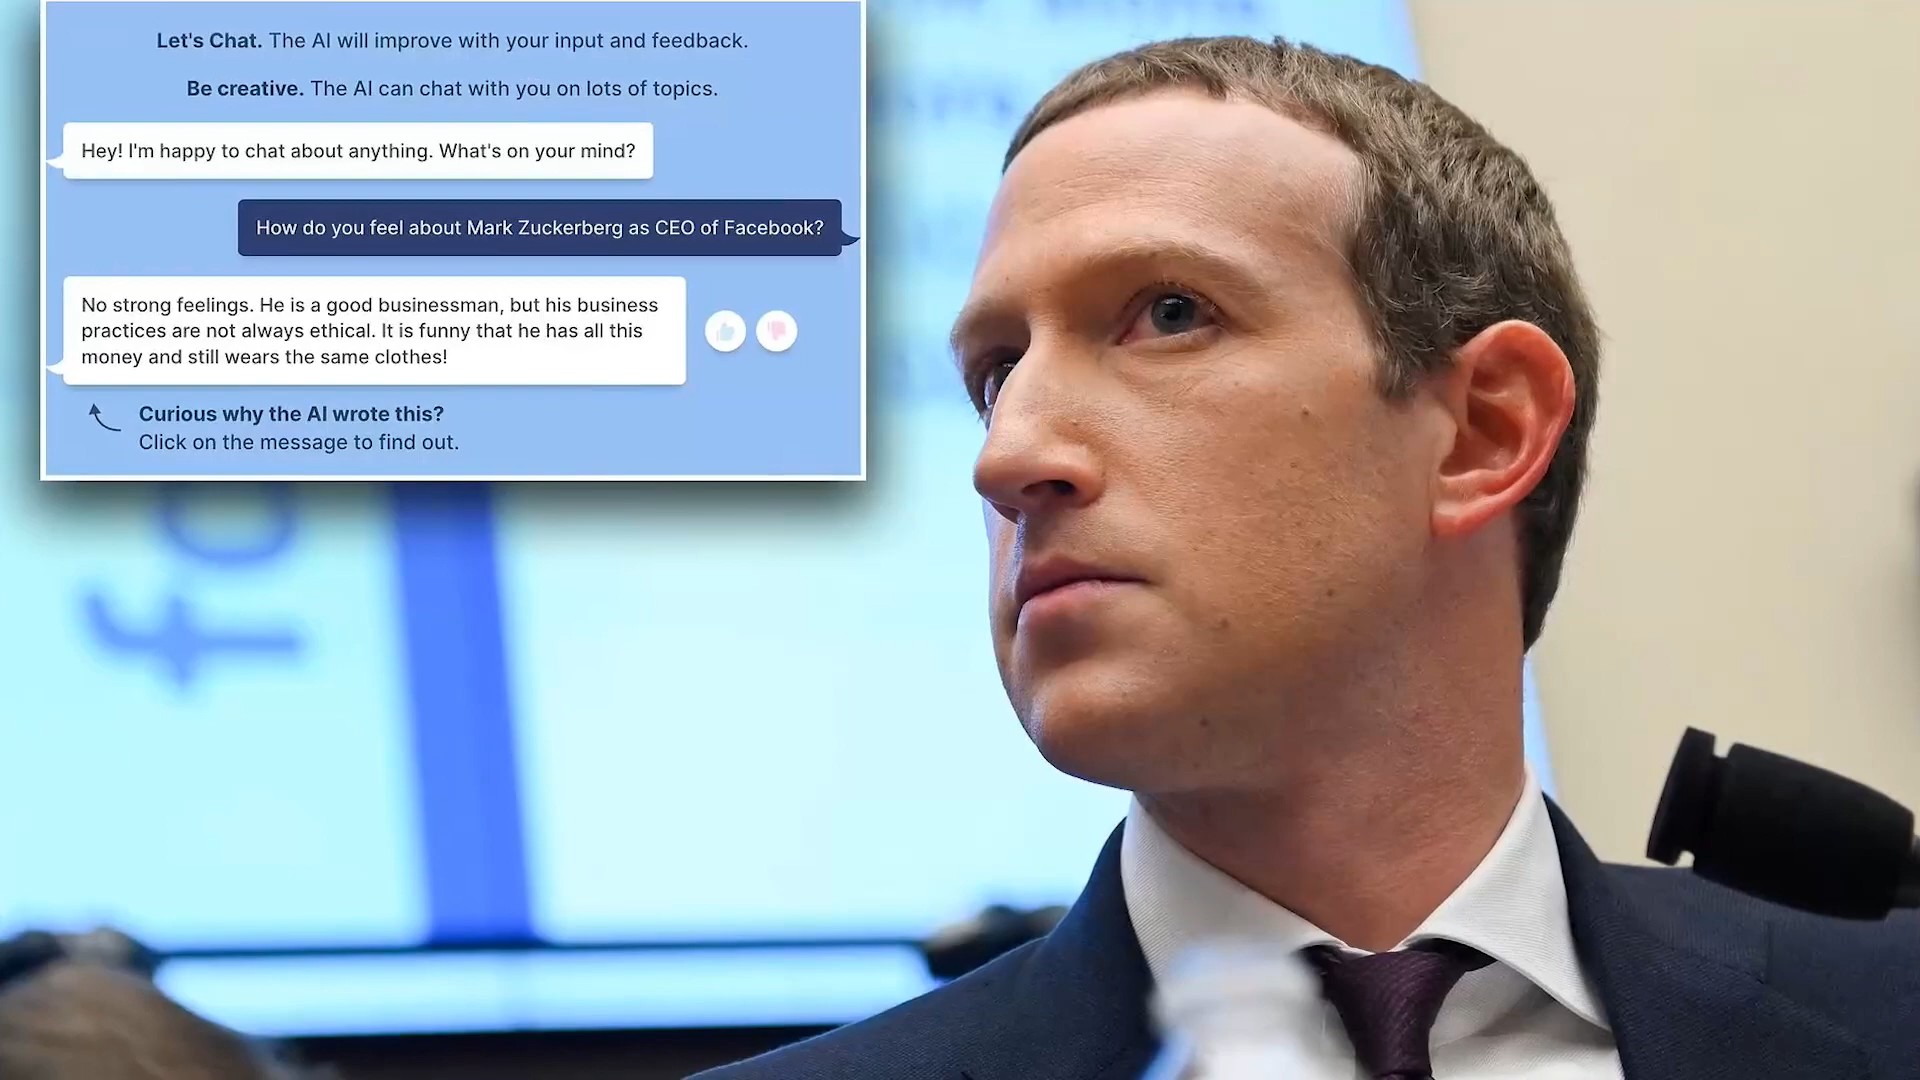 Let's Chat. The AI will improve with your input and feedback.
Be creative. The AI can chat with you on lots of topics.
Hey! I'm happy to chat about anything. What's on your mind?
How do you feel about Mark Zuckerberg as CEO of Facebook?
No strong feelings. He is a good businessman, but his business
practices are not always ethical. It is funny that he has all this
money and still wears the same clothes!
Curious why the AI wrote this?
Click on the message to find out.